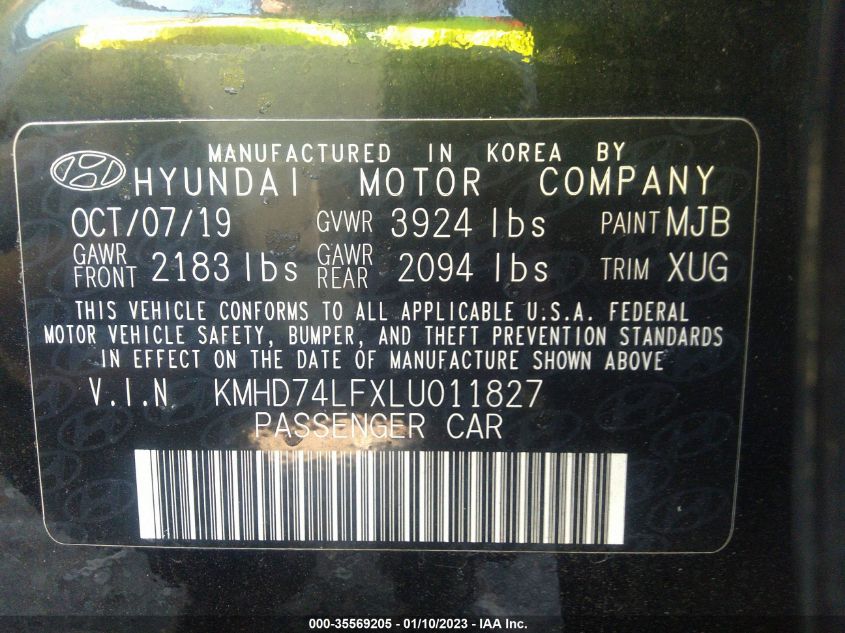 MANUFACTURED IN KOREA BY
HYUNDAI MOTOR COMPANY
OCT/07/19 GVWR 3924 lbs PAINT MJB
GAWR FRONT 2183 lbs GAWR REAR 2094 lbs TRIM XUG
THIS VEHICLE CONFORMS TO ALL APPLICABLE U.S.A. FEDERAL
MOTOR VEHICLE SAFETY, BUMPER, AND THEFT PREVENTION STANDARDS
IN EFFECT ON THE DATE OF MANUFACTURE SHOWN ABOVE
V.I.N KMHD74LFXLU011827
PASSENGER CAR
000-35569205 - 01/10/2023 - IAA Inc.